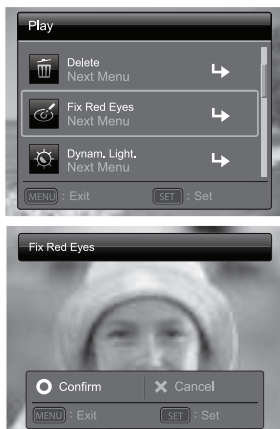 Play
Delete
Next Menu
Fix Red Eyes
Next Menu
Dynam. Light.
Next Menu
MENU : Exit SET : Set
Fix Red Eyes
Confirm Cancel
MENU : Exit SET : Set